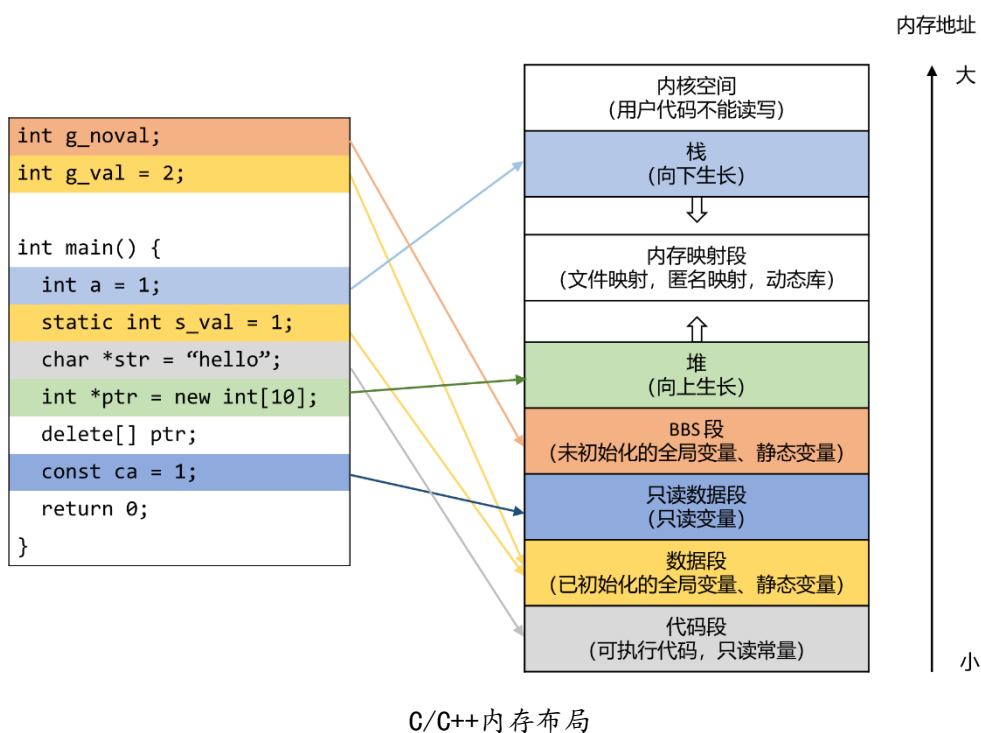 内存地址
大
内核空间
(用户代码不能读写)
栈
(向下生长)
内存映射段
(文件映射，匿名映射，动态库)
堆
(向上生长)
BBS段
(未初始化的全局变量、静态变量)
只读数据段
(只读变量)
数据段
(已初始化的全局变量、静态变量)
代码段
(可执行代码，只读常量)
小
int g_noval;
int g_val = 2;
int main() {
int a = 1;
static int s_val = 1;
char *str = “hello”;
int *ptr = new int[10];
delete[] ptr;
const ca = 1;
return 0;
}
C/C++内存布局